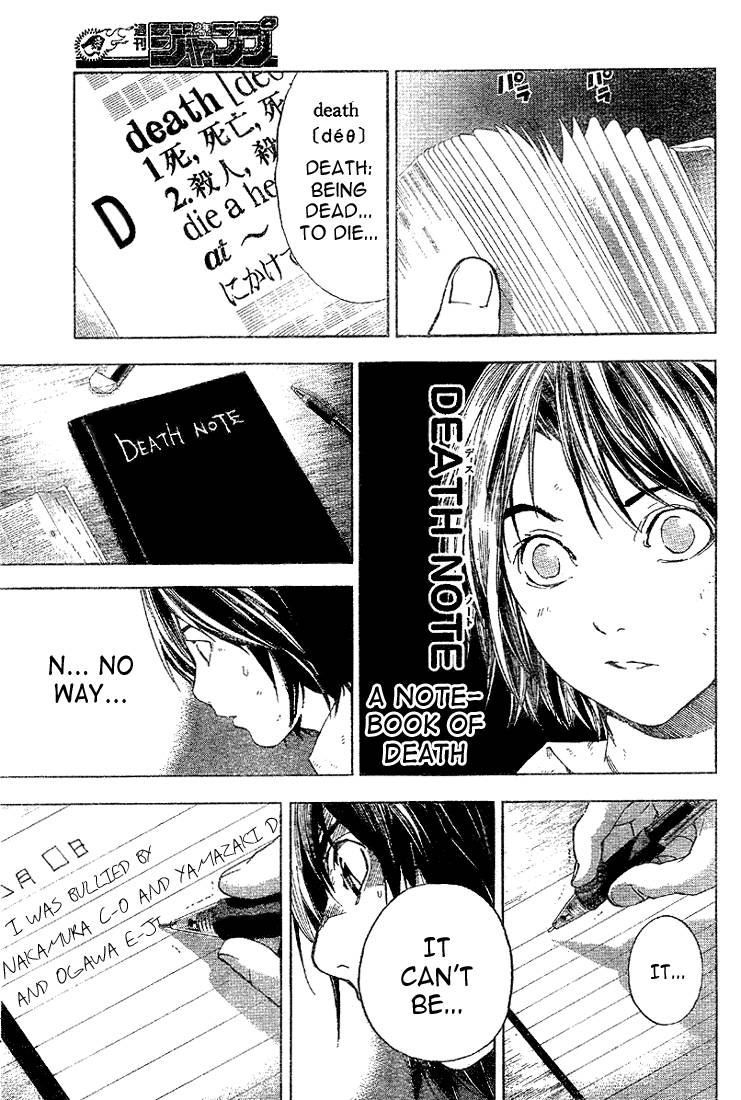 週刊 少年ジャンプ
パラ
パラ
death [déə
1死, 死亡, 死
2.殺人, 殺
die a he
at ～
にかけて
D
death
[déθ]
DEATH:
BEING
DEAD...
TO DIE...
DEATH NOTE
デス
ノート
A NOTE-
BOOK OF
DEATH
DEATH NOTE
N... NO
WAY...
IT...
IT
CAN'T
BE...
月 日
I WAS BULLIED BY
NAKAMURA C-O AND YAMAZAKI D
AND OGAWA E-JI